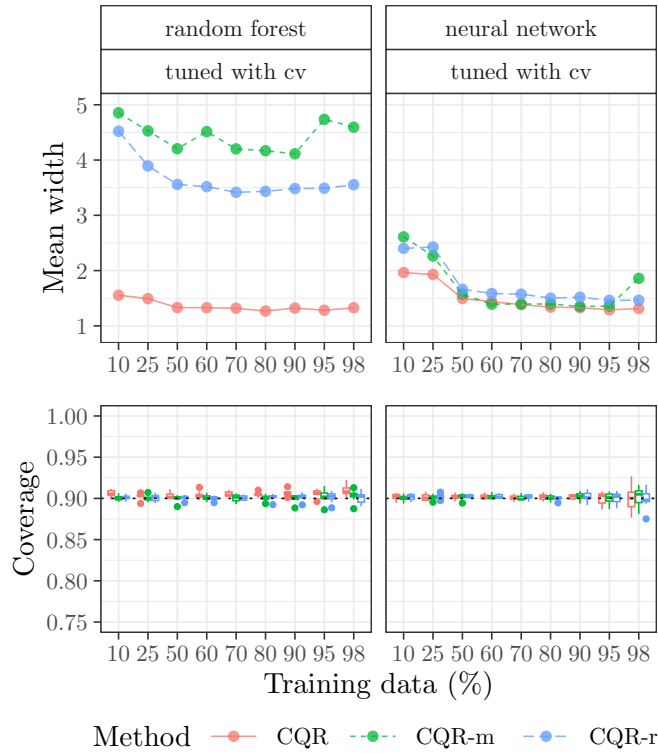 random forest neural network
tuned with cv tuned with cv
Mean width
5
4
3
2
1
10 25 50 60 70 80 90 95 98 10 25 50 60 70 80 90 95 98
Coverage
1.00
0.95
0.90
0.85
0.80
0.75
10 25 50 60 70 80 90 95 98 10 25 50 60 70 80 90 95 98
Training data (%)
Method CQR CQR-m CQR-r